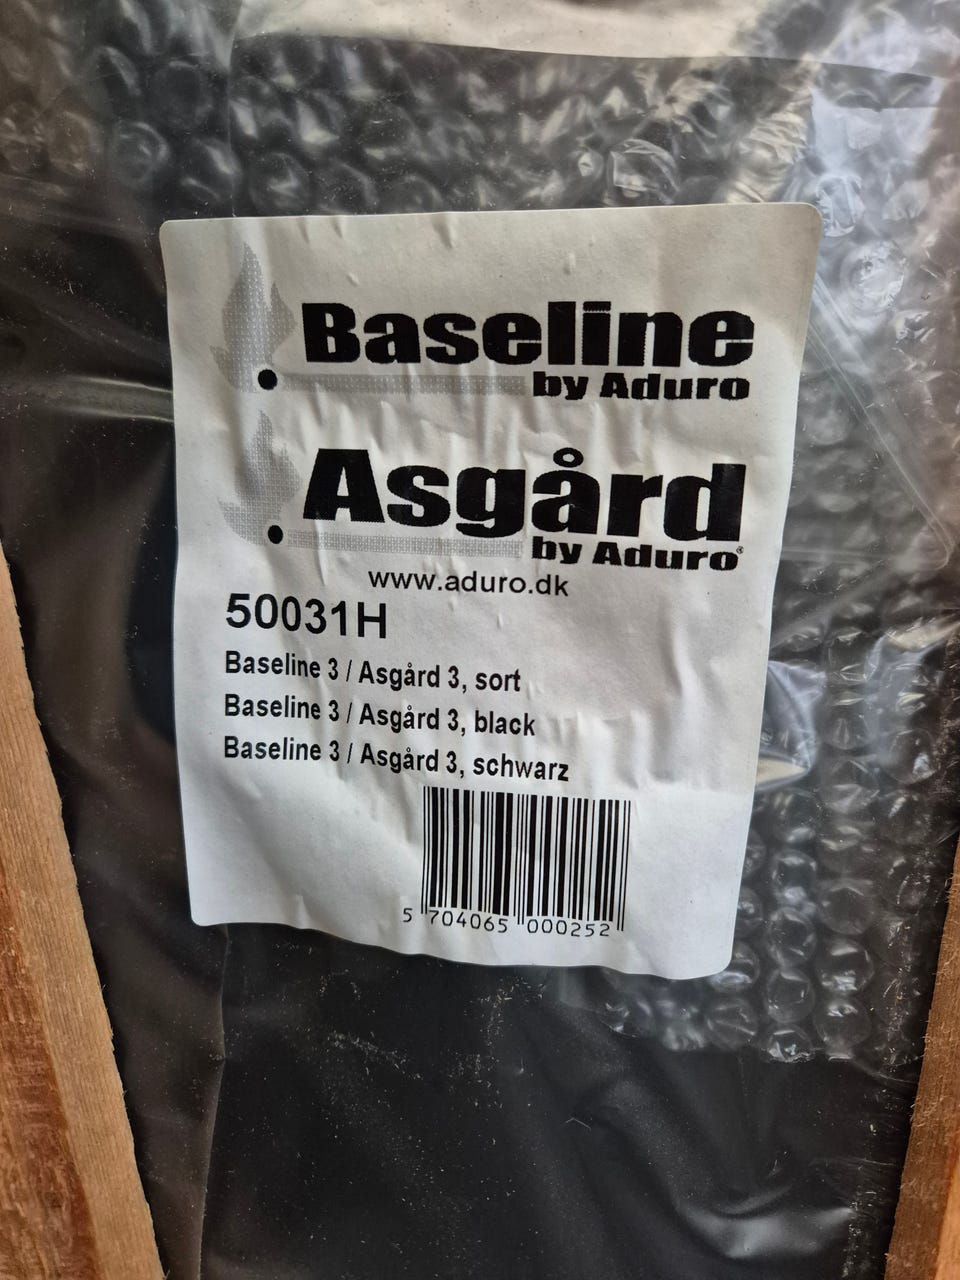 Baseline
by Aduro
Asgård
by Aduro®
www.aduro.dk
50031H
Baseline 3 / Asgård 3, sort
Baseline 3 / Asgård 3, black
Baseline 3 / Asgård 3, schwarz
5 704065 000252